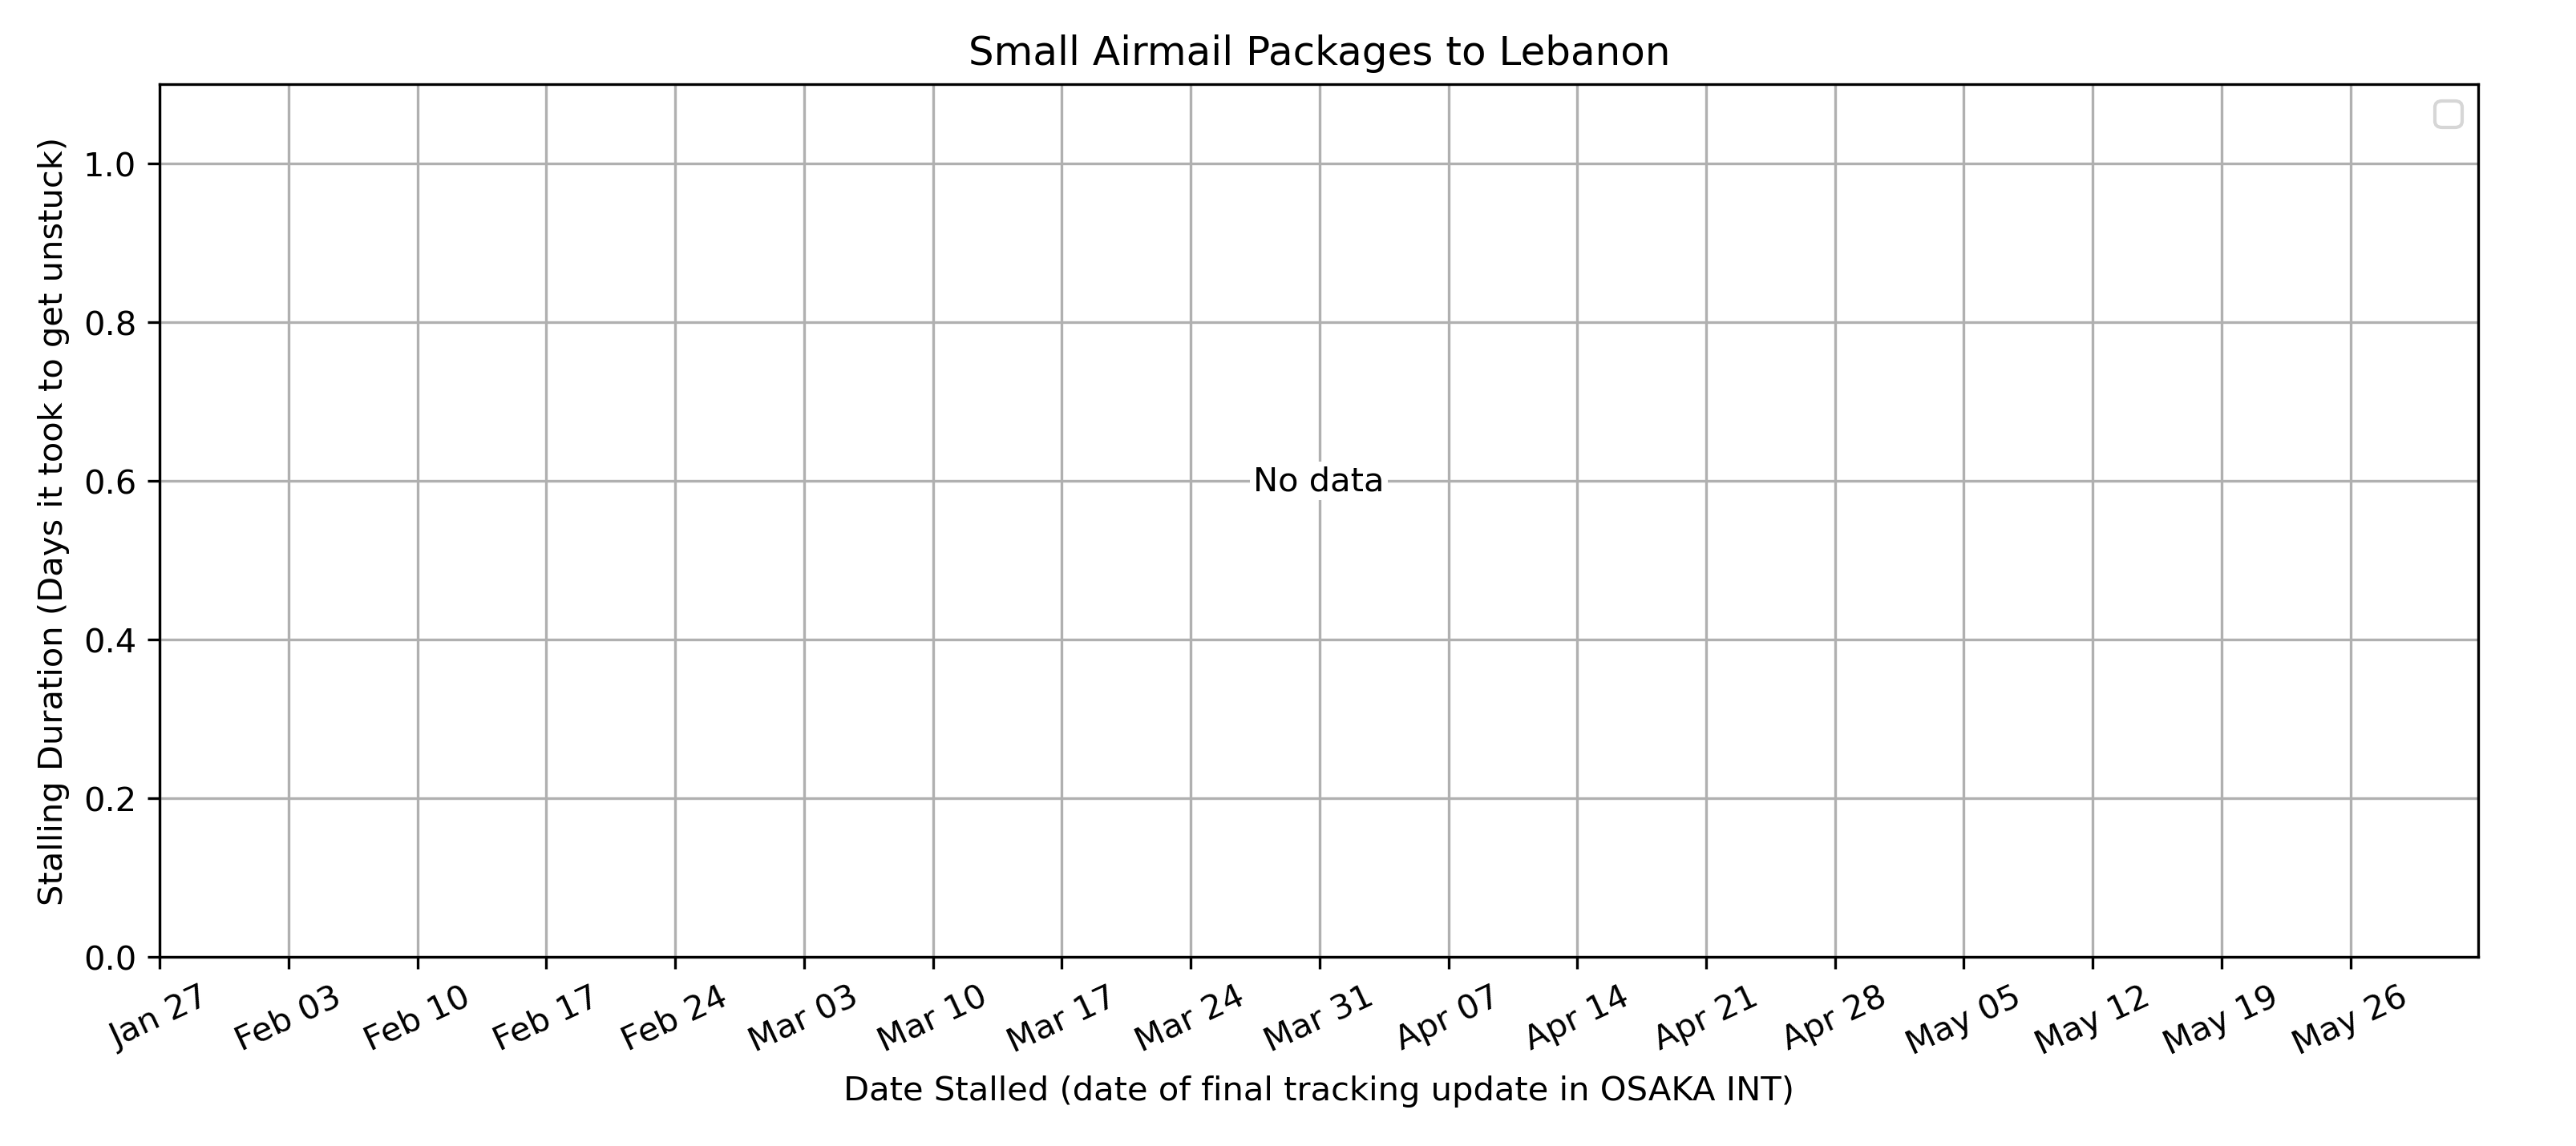 Small Airmail Packages to Lebanon
Stalling Duration (Days it took to get unstuck)
1.0
0.8
0.6
0.4
0.2
0.0
No data
Jan 27 Feb 03 Feb 10 Feb 17 Feb 24 Mar 03 Mar 10 Mar 17 Mar 24 Mar 31 Apr 07 Apr 14 Apr 21 Apr 28 May 05 May 12 May 19 May 26
Date Stalled (date of final tracking update in OSAKA INT)